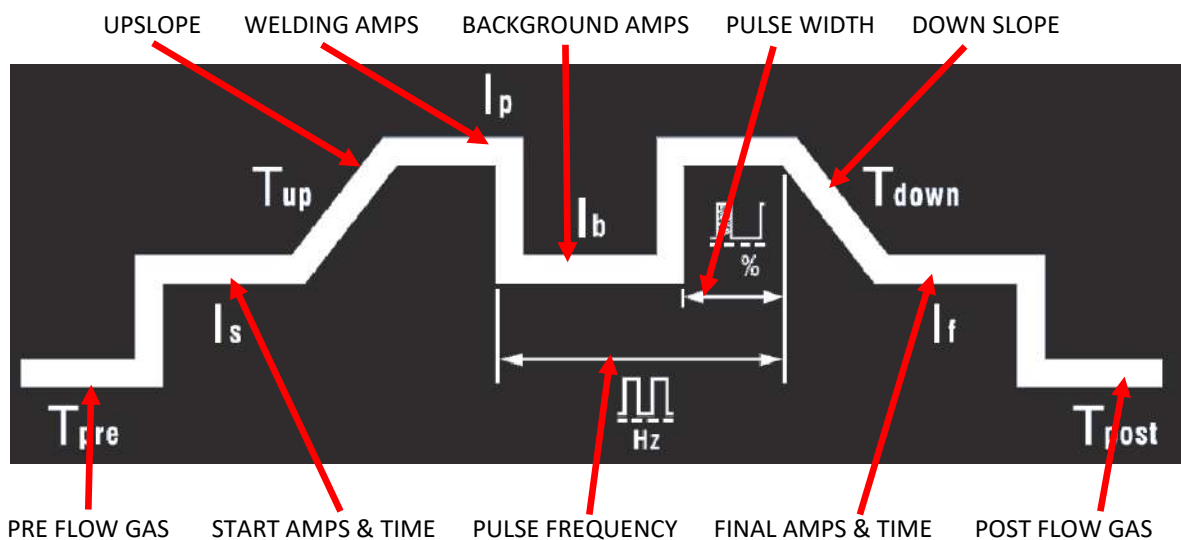 UPSLOPE WELDING AMPS BACKGROUND AMPS PULSE WIDTH DOWN SLOPE
Ip
Tup Tdown
Ib
%
Is If
Tpre Hz Tpost
PRE FLOW GAS START AMPS & TIME PULSE FREQUENCY FINAL AMPS & TIME POST FLOW GAS